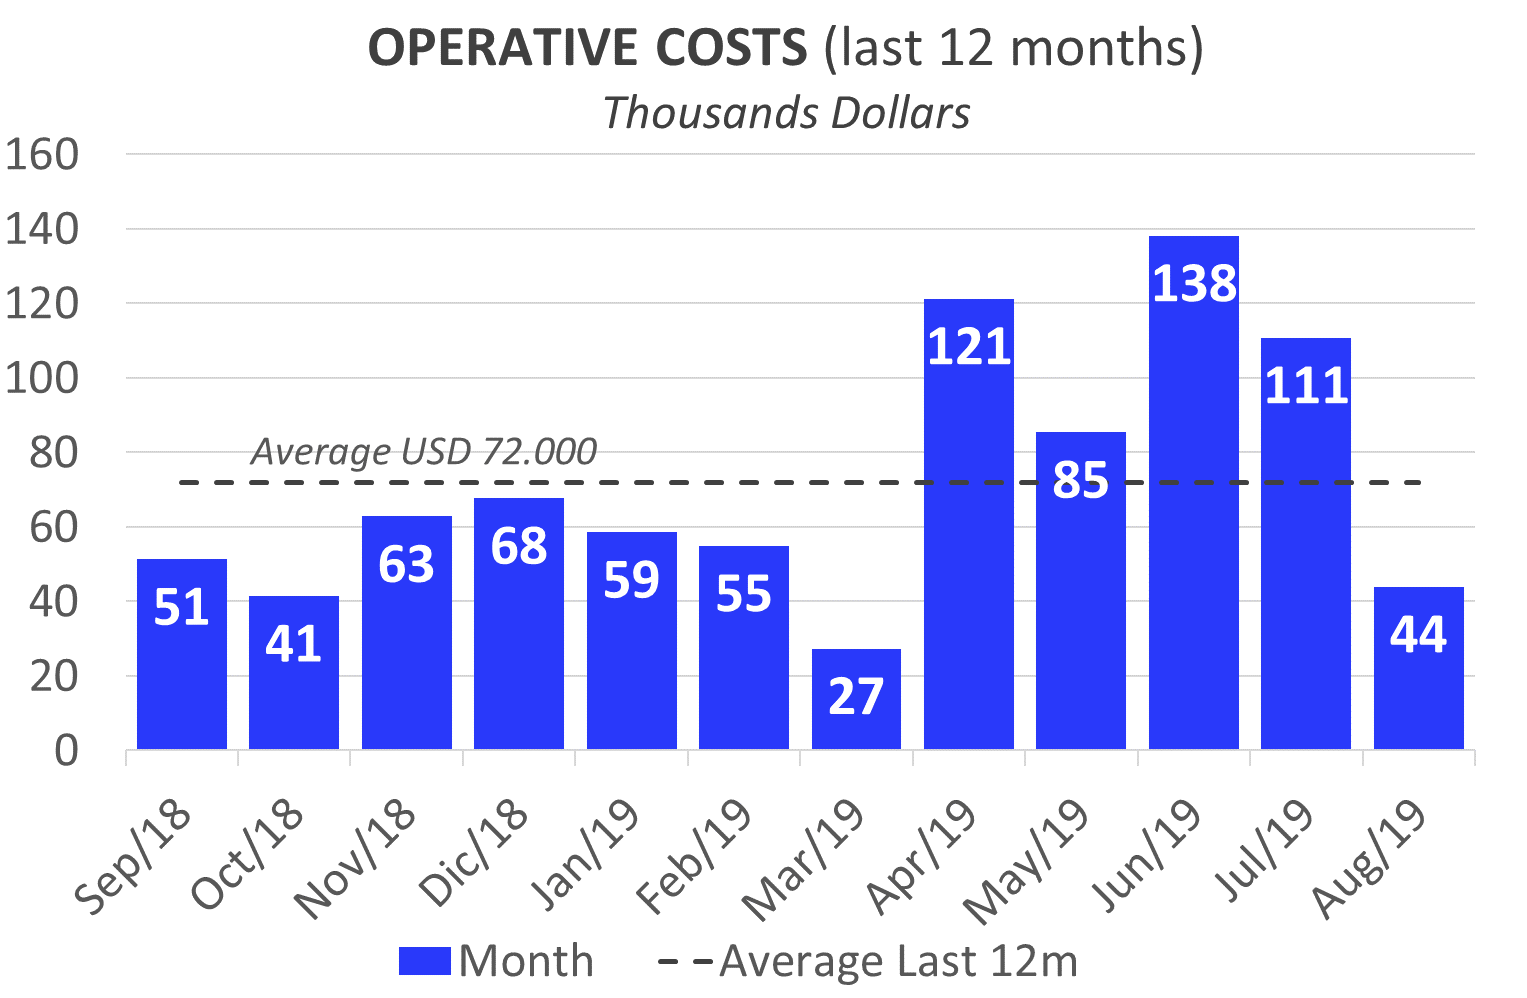 OPERATIVE COSTS (last 12 months)
Thousands Dollars
160
140
120
100
80
60
40
20
0
Average USD 72.000
51
41
63
68
59
55
27
121
85
138
111
44
Sep/18
Oct/18
Nov/18
Dic/18
Jan/19
Feb/19
Mar/19
Apr/19
May/19
Jun/19
Jul/19
Aug/19
Month
Average Last 12m